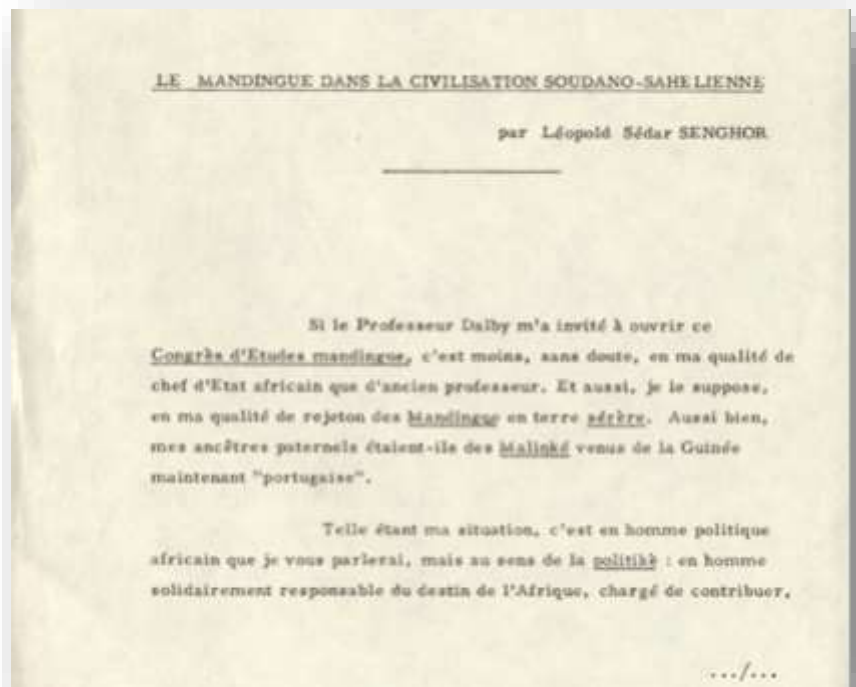 LE MANDINGUE DANS LA CIVILISATION SOUDANO-SAHELIENNE
par Léopold Sédar SENGHOR
Si le Professeur Dalby m'a invité à ouvrir ce
Congrès d'Etudes mandingue, c'est moins, sans doute, en ma qualité de
chef d'Etat africain que d'ancien professeur. Et aussi, je le suppose,
en ma qualité de rejeton des Mandingue en terre sérère. Aussi bien,
mes ancêtres paternels étaient-ils des Malinké venus de la Guinée
maintenant "portugaise".
Telle étant ma situation, c'est en homme politique
africain que je vous parlerai, mais au sens de la politikè : en homme
solidairement responsable du destin de l'Afrique, chargé de contribuer,
.../...